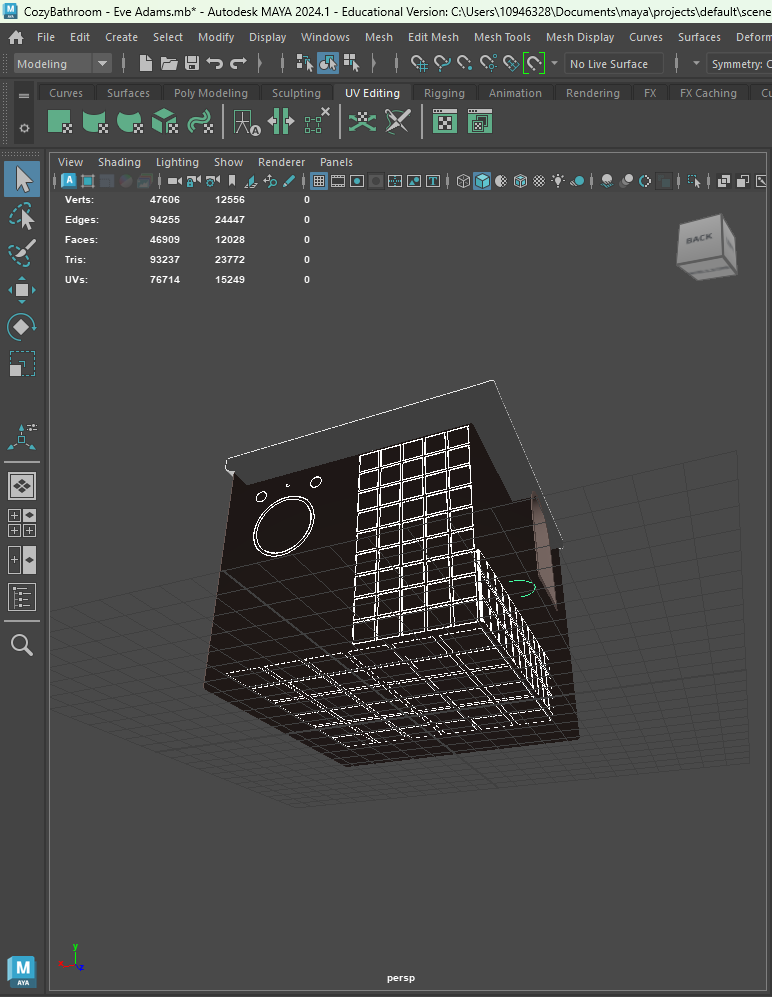 CozyBathroom - Eve Adams.mb* - Autodesk MAYA 2024.1 - Educational Version: C:\Users\10946328\Documents\maya\projects\default\scene
File Edit Create Select Modify Display Windows Mesh Edit Mesh Mesh Tools Mesh Display Curves Surfaces Deform
Modeling No Live Surface Symmetry: C
Curves Surfaces Poly Modeling Sculpting UV Editing Rigging Animation Rendering FX FX Caching Cu
View Shading Lighting Show Renderer Panels
Verts: 47606 12556 0
Edges: 94255 24447 0
Faces: 46909 12028 0
Tris: 93237 23772 0
UVs: 76714 15249 0
BACK
y
z
persp
M
AYA